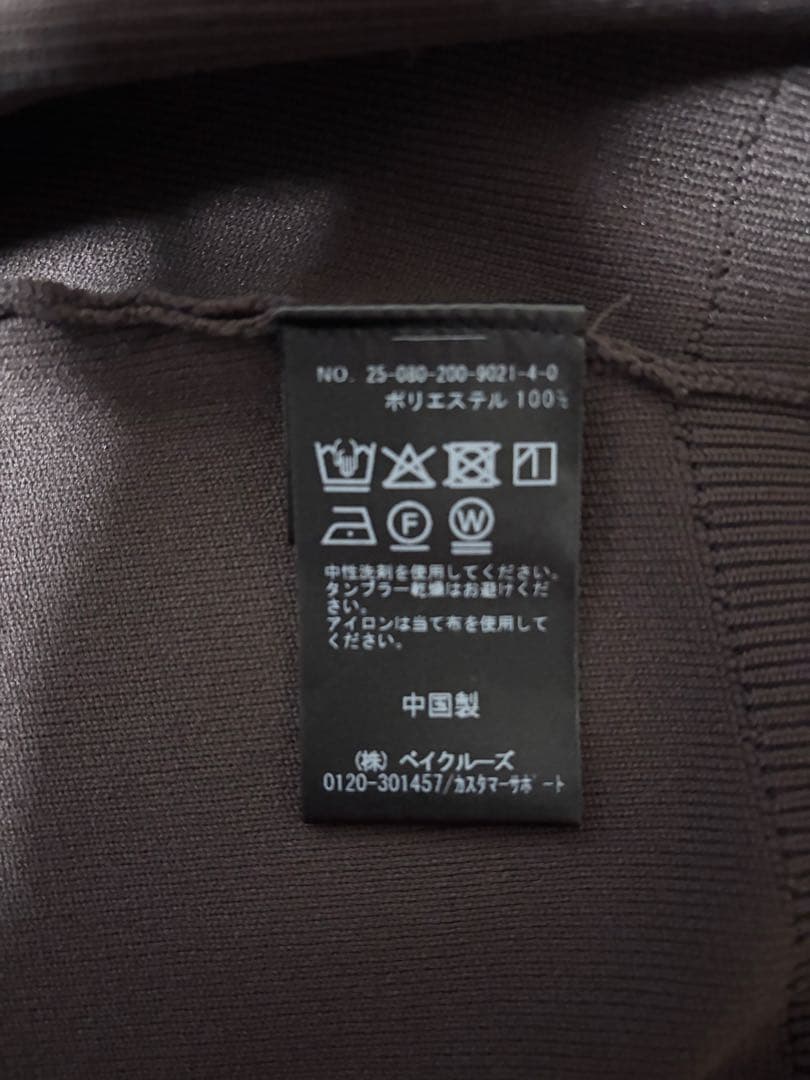 NO. 25-080-200-9021-4-0
ポリエステル 100%
F
W
中性洗剤を使用してください。
タンブラー乾燥はお避けくだ
さい。
アイロンは当て布を使用して
ください。
中国製
(株) ベイクルーズ
0120-301457/カスタマーサポート